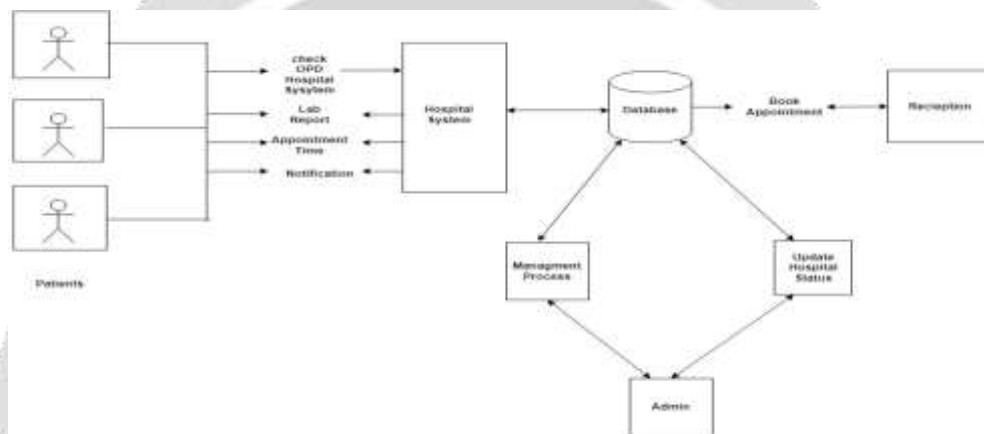 check
OPD
Hospital
Sysytem
Lab
Report
Appointment
Time
Notification
Patients
Hospital
System
Database
Book
Appointment
Recieption
Managment
Process
Update
Hospital
Status
Admin